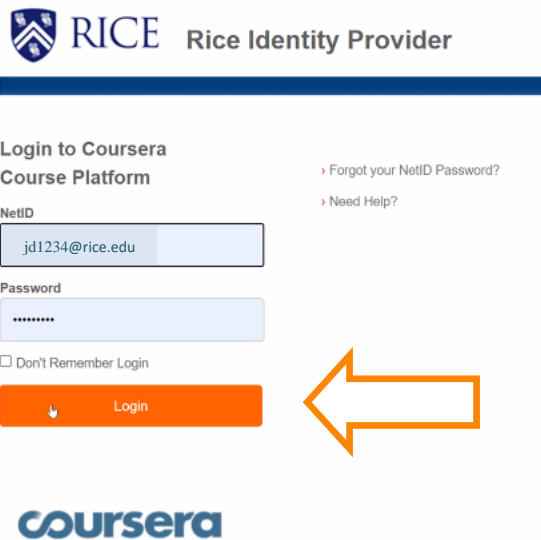 RICE Rice Identity Provider
Login to Coursera
Course Platform
› Forgot your NetID Password?
› Need Help?
NetID
jd1234@rice.edu
Password
•••••••••
Don't Remember Login
Login
coursera